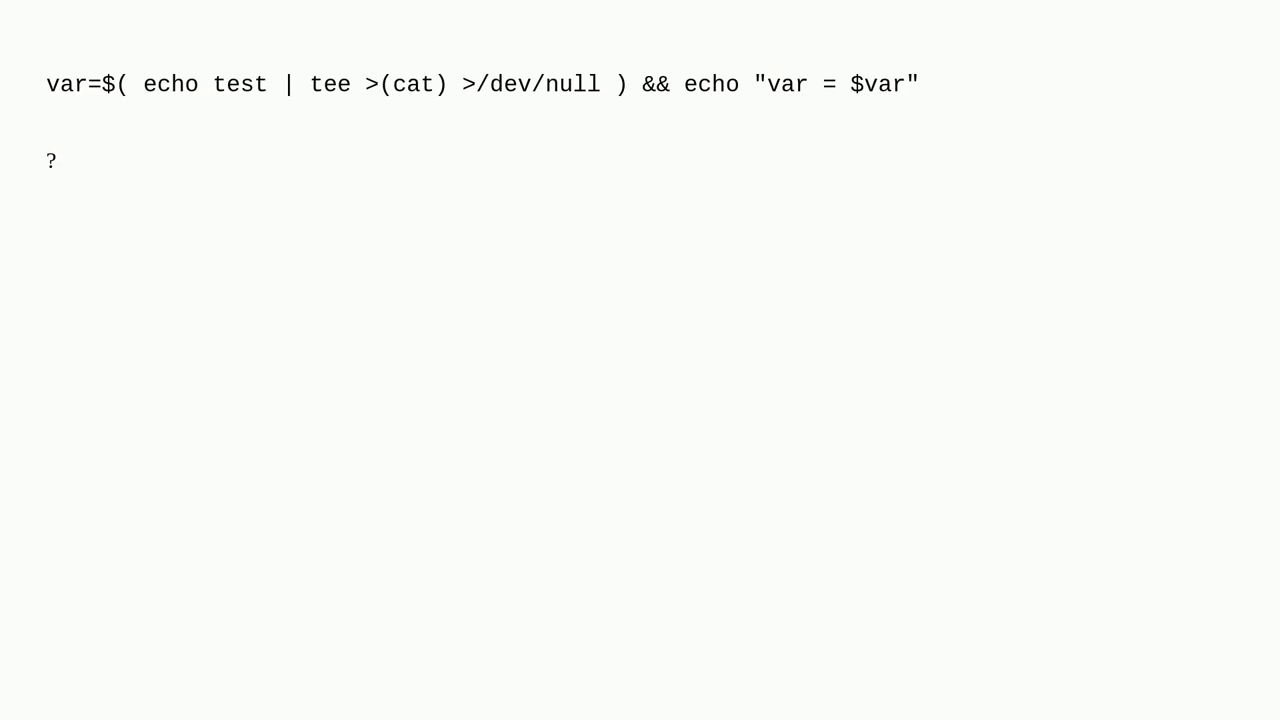 var=$( echo test | tee >(cat) >/dev/null ) && echo "var = $var"
?